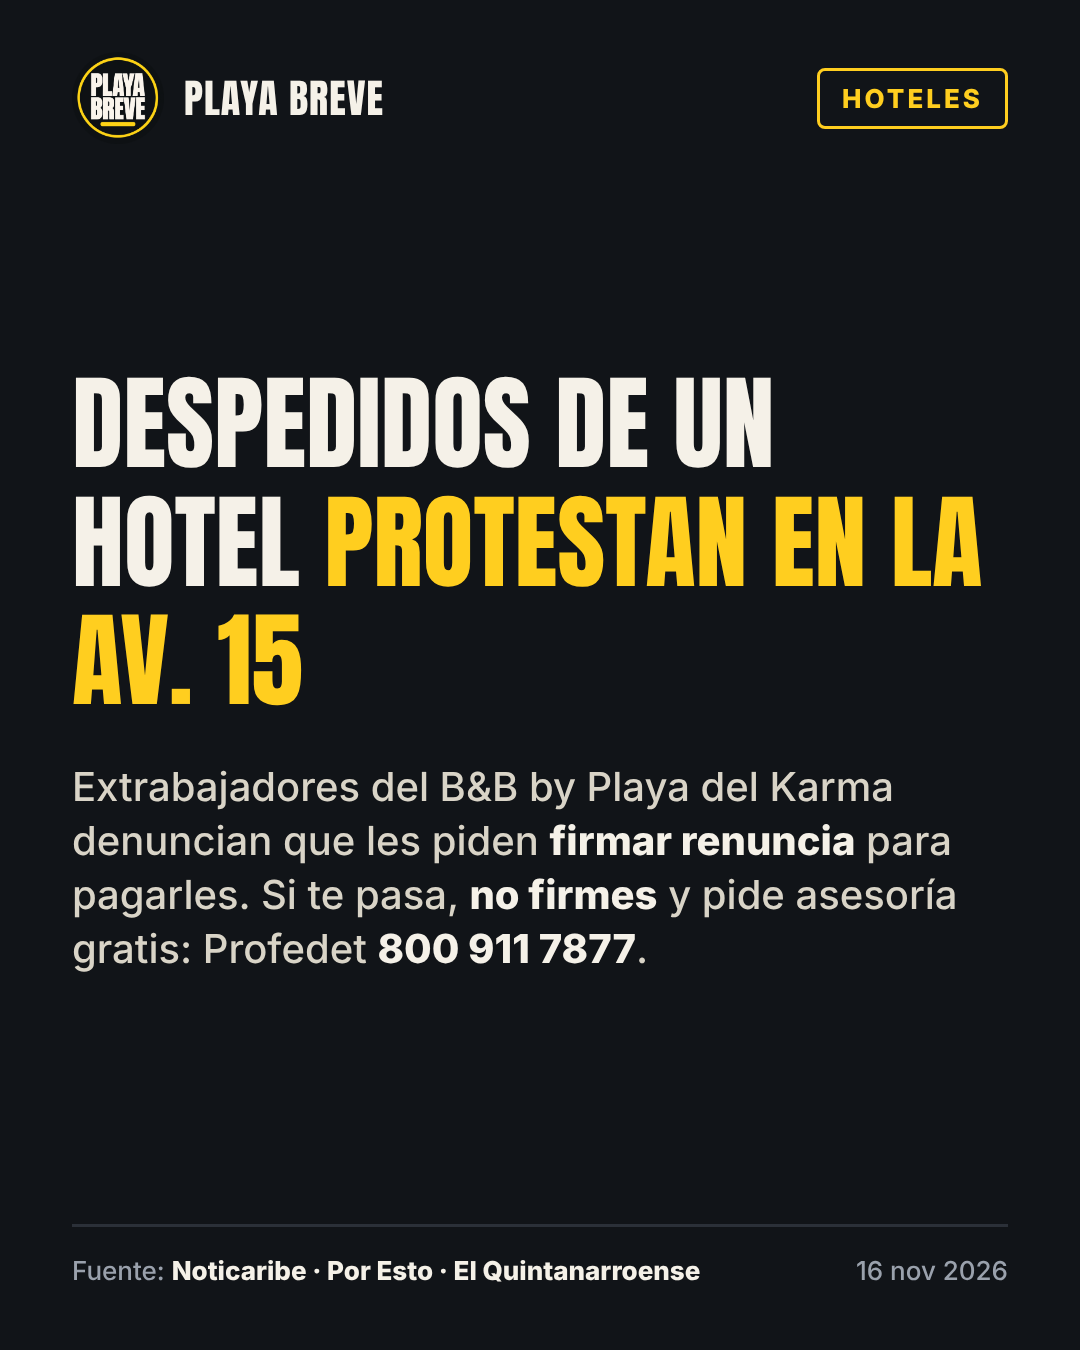 PLAYA
BREVE
PLAYA BREVE
HOTELES
DESPEDIDOS DE UN
HOTEL PROTESTAN EN LA
AV. 15
Extrabajadores del B&B by Playa del Karma
denuncian que les piden firmar renuncia para
pagarles. Si te pasa, no firmes y pide asesoría
gratis: Profedet 800 911 7877.
Fuente: Noticaribe · Por Esto · El Quintanarroense
16 nov 2026